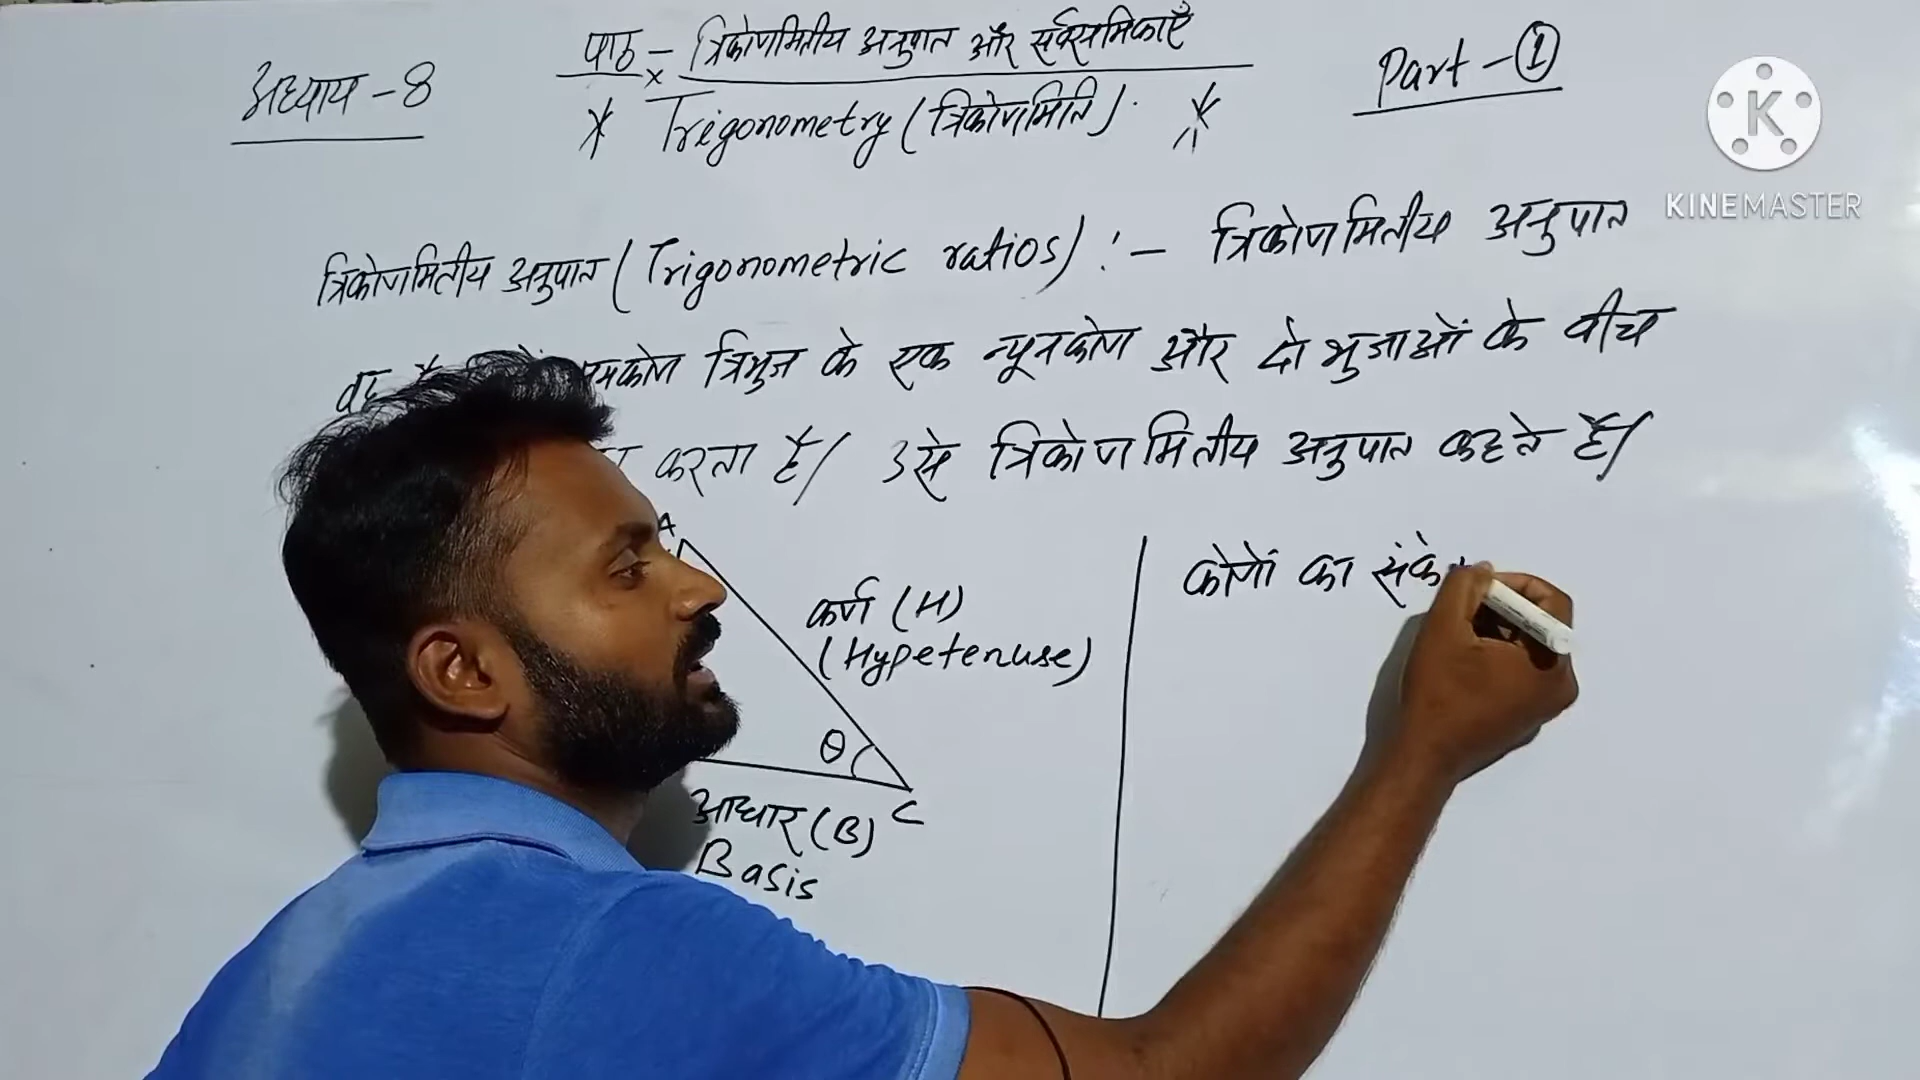 अध्याय - 8
पाठ - त्रिकोणमितीय अनुपात और सर्वसमिकाएँ
* Trigonometry (त्रिकोणमिति). *
Part - ①
K
KINEMASTER
त्रिकोणमितीय अनुपात (Trigonometric ratios) :- त्रिकोणमितीय अनुपात
वह त्रिभुज के एक न्यूनकोण और दो भुजाओं के बीच
करता है। उसे त्रिकोणमितीय अनुपात कहते हैं।
A
कर्ण (H)
(Hypetenuse)
θ
C
आधार (B)
Basis
कोणों का